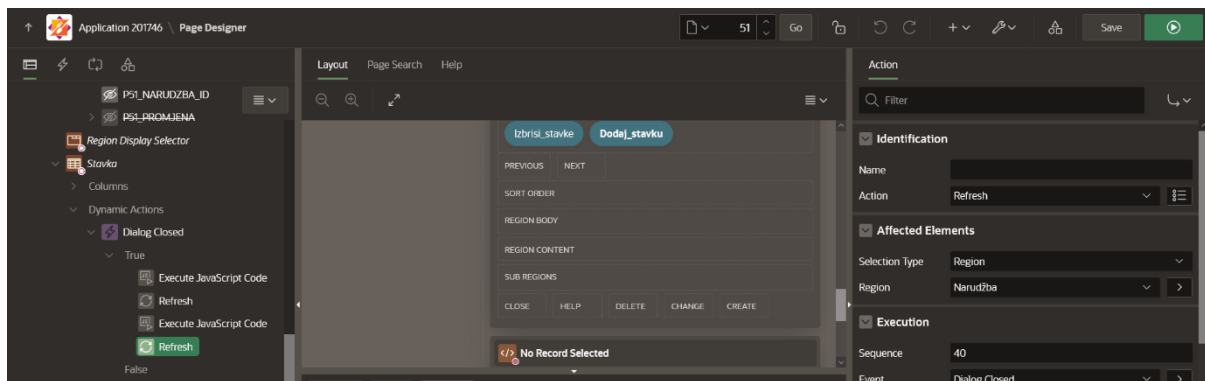 Application 201746 \ Page Designer
51
Go
Save
P51_NARUDZBA_ID
P51_PROMJENA
Region Display Selector
Stavka
Columns
Dynamic Actions
Dialog Closed
True
Execute JavaScript Code
Refresh
Execute JavaScript Code
Refresh
False
Layout Page Search Help
Izbrisi_stavke Dodaj_stavku
PREVIOUS NEXT
SORT ORDER
REGION BODY
REGION CONTENT
SUB REGIONS
CLOSE HELP DELETE CHANGE CREATE
No Record Selected
Action
Filter
Identification
Name
Action Refresh
Affected Elements
Selection Type Region
Region Narudžba
Execution
Sequence 40
Event Dialog Closed